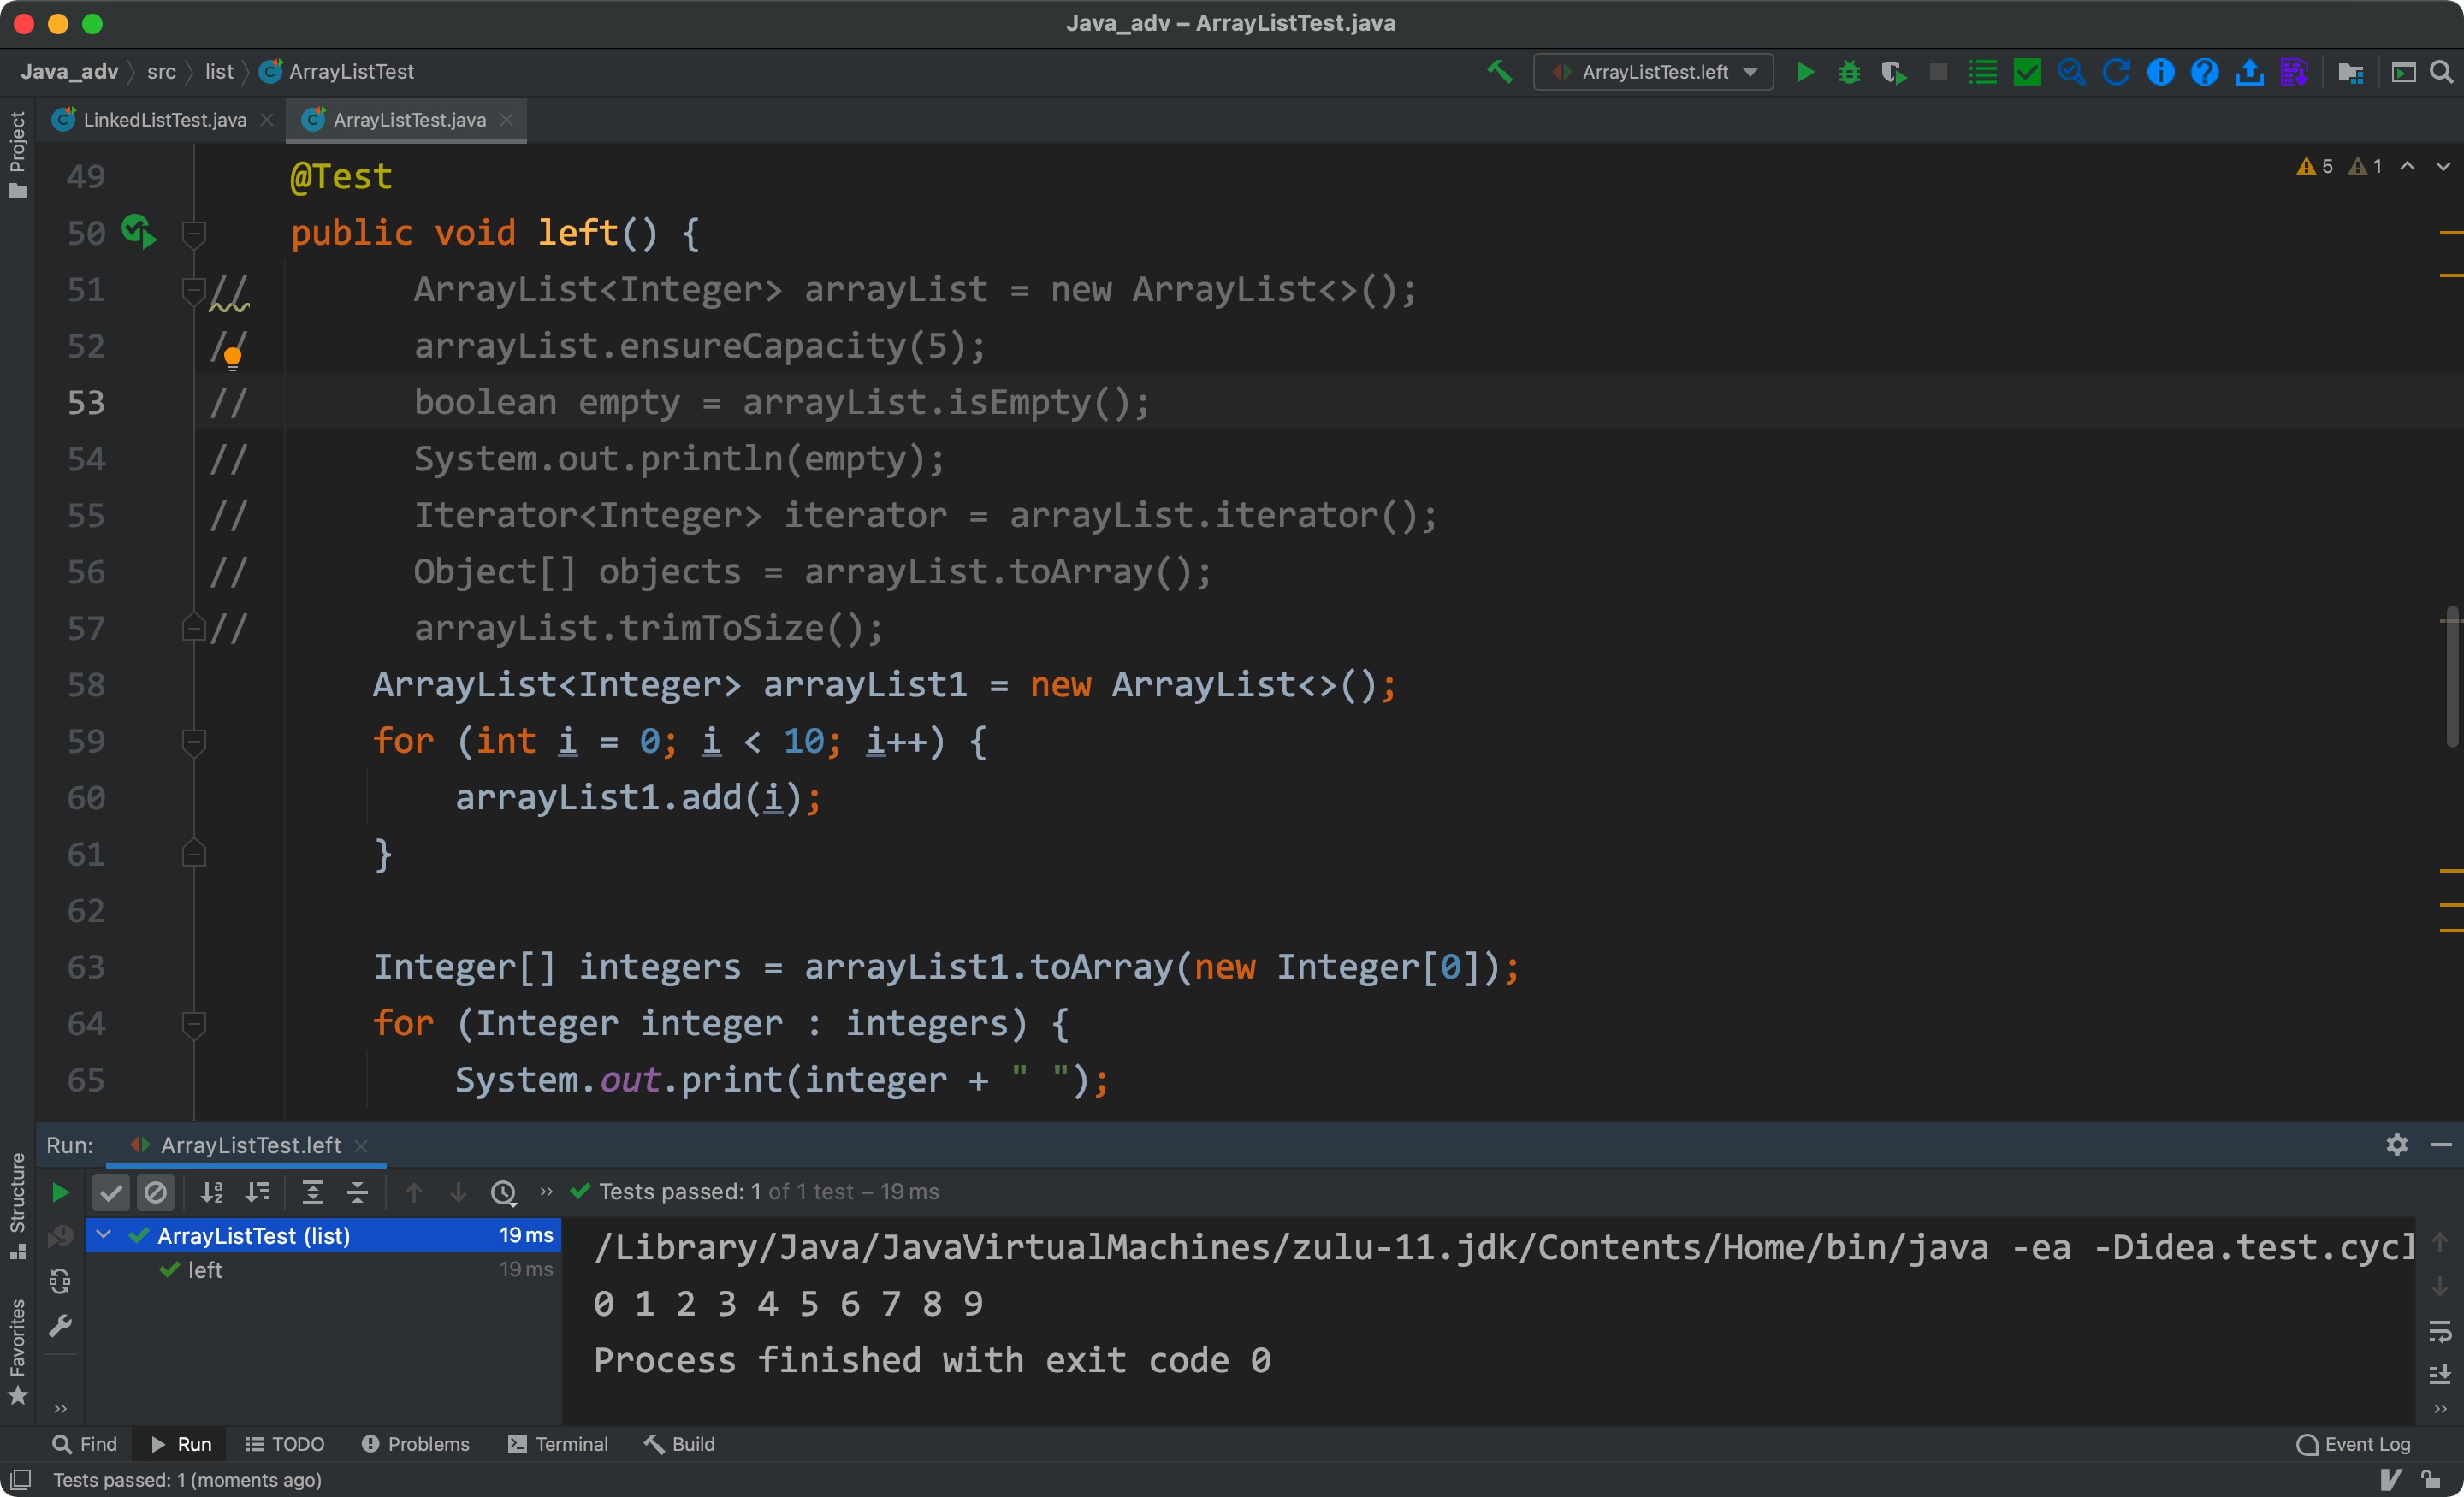 Java_adv – ArrayListTest.java
Java_adv src list ArrayListTest ArrayListTest.left
LinkedListTest.java ArrayListTest.java
Project
5 1
49 @Test
50 public void left() {
51 // ArrayList<Integer> arrayList = new ArrayList<>();
52 // arrayList.ensureCapacity(5);
53 // boolean empty = arrayList.isEmpty();
54 // System.out.println(empty);
55 // Iterator<Integer> iterator = arrayList.iterator();
56 // Object[] objects = arrayList.toArray();
57 // arrayList.trimToSize();
58 ArrayList<Integer> arrayList1 = new ArrayList<>();
59 for (int i = 0; i < 10; i++) {
60 arrayList1.add(i);
61 }
62
63 Integer[] integers = arrayList1.toArray(new Integer[0]);
64 for (Integer integer : integers) {
65 System.out.print(integer + " ");
Run: ArrayListTest.left
Tests passed: 1 of 1 test – 19 ms
Structure
Favorites
ArrayListTest (list) 19 ms
left 19 ms
/Library/Java/JavaVirtualMachines/zulu-11.jdk/Contents/Home/bin/java -ea -Didea.test.cycl
0 1 2 3 4 5 6 7 8 9
Process finished with exit code 0
Find Run TODO Problems Terminal Build Event Log
Tests passed: 1 (moments ago)